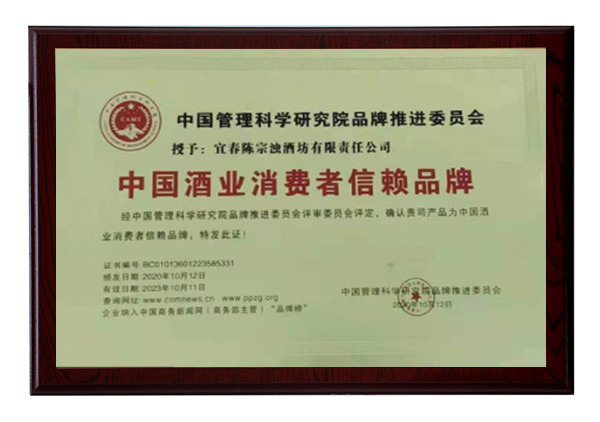 CAMS
中国管理科学研究院品牌推进委员会
授予：宜春陈宗浊酒坊有限责任公司
中国酒业消费者信赖品牌
经中国管理科学研究院品牌推进委员会评审委员会评定，确认贵司产品为中国酒
业消费者信赖品牌，特发此证！
证书编号：BC01013601223585331
颁发日期：2020年10月12日
有效日期：2023年10月11日
查询网址：www.comnews.cn www.ppzg.org
企业纳入中国商务新闻网（商务部主管）“品牌榜”
中国管理科学研究院品牌推进委员会
2020年10月12日